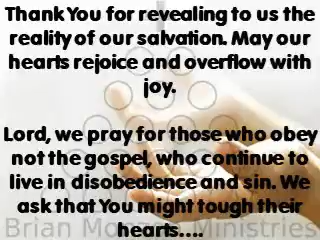 Thank You for revealing to us the
reality of our salvation. May our
hearts rejoice and overflow with
joy.
Lord, we pray for those who obey
not the gospel, who continue to
live in disobedience and sin. We
ask that You might tough their
hearts....
Brian Mo Ministries